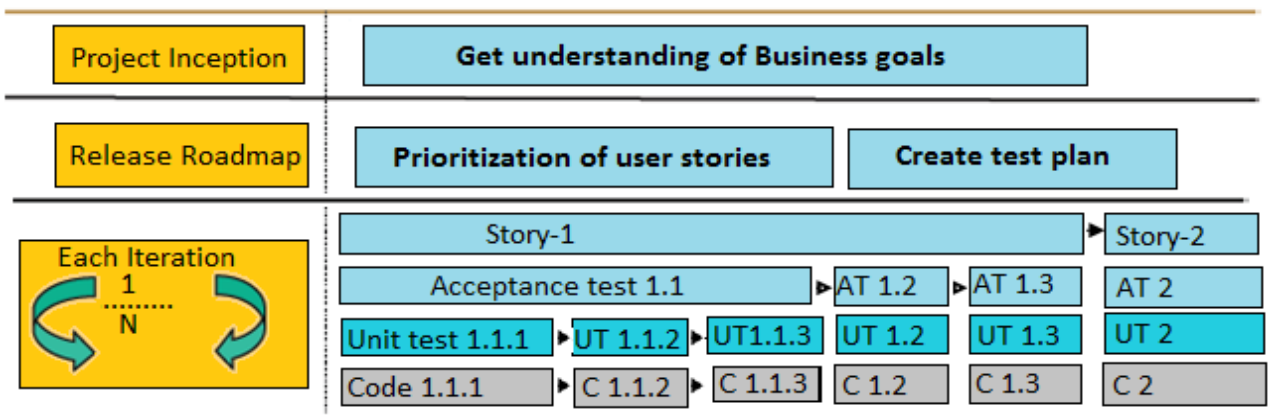 Project Inception
Get understanding of Business goals
Release Roadmap
Prioritization of user stories
Create test plan
Each Iteration
1
.........
N
Story-1
Story-2
Acceptance test 1.1
AT 1.2
AT 1.3
AT 2
Unit test 1.1.1
UT 1.1.2
UT1.1.3
UT 1.2
UT 1.3
UT 2
Code 1.1.1
C 1.1.2
C 1.1.3
C 1.2
C 1.3
C 2